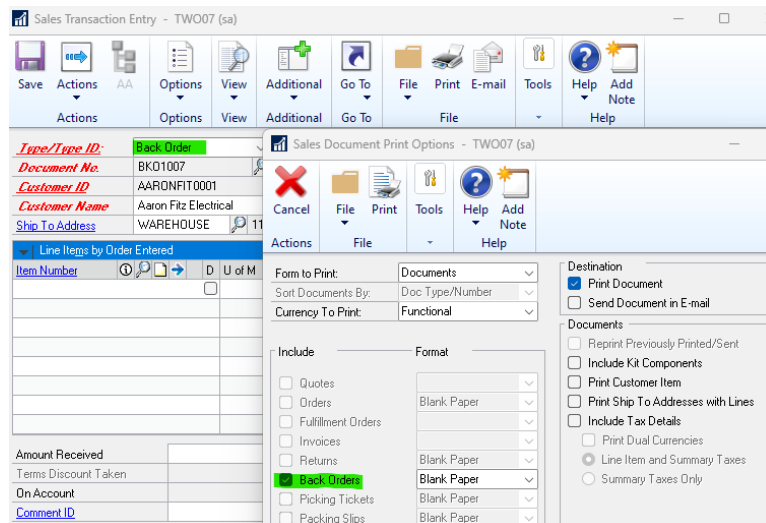 Sales Transaction Entry - TWO07 (sa)
Save Actions AA Options View Additional Go To File Print E-mail Tools Help Add Note
Actions Options View Additional Go To File Help
Type/Type ID: Back Order
Document No. BKO1007
Customer ID AARONFIT0001
Customer Name Aaron Fitz Electrical
Ship To Address WAREHOUSE 11
Line Items by Order Entered
Item Number D U of M
Amount Received
Terms Discount Taken
On Account
Comment ID
Sales Document Print Options - TWO07 (sa)
Cancel File Print Tools Help Add Note
Actions File Help
Form to Print: Documents
Sort Documents By: Doc Type/Number
Currency To Print: Functional
Include Format
Quotes
Orders Blank Paper
Fulfillment Orders
Invoices
Returns Blank Paper
Back Orders Blank Paper
Picking Tickets Blank Paper
Packing Slips Blank Paper
Destination
Print Document
Send Document in E-mail
Documents
Reprint Previously Printed/Sent
Include Kit Components
Print Customer Item
Print Ship To Addresses with Lines
Include Tax Details
Print Dual Currencies
Line Item and Summary Taxes
Summary Taxes Only